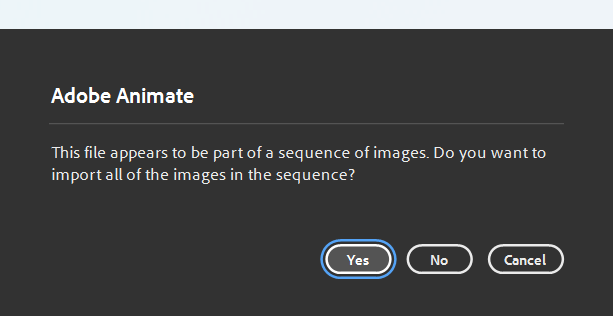 Adobe Animate
This file appears to be part of a sequence of images. Do you want to
import all of the images in the sequence?
Yes No Cancel